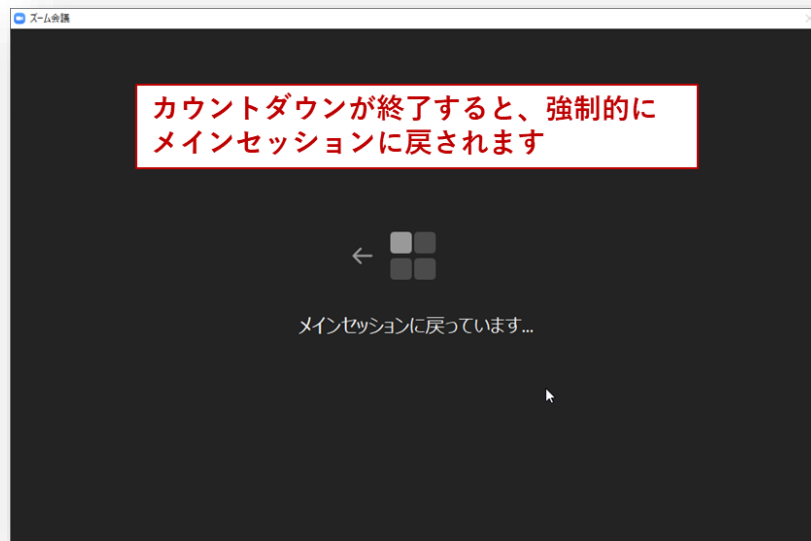 ズーム会議
カウントダウンが終了すると、強制的に
メインセッションに戻されます
メインセッションに戻っています...